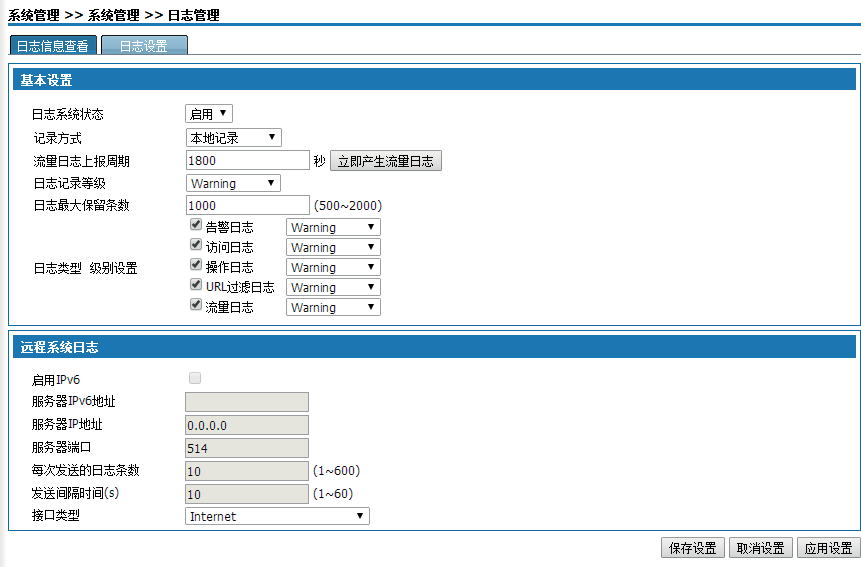 系统管理 >> 系统管理 >> 日志管理
日志信息查看 日志设置
基本设置
日志系统状态 启用
记录方式 本地记录
流量日志上报周期 1800 秒 立即产生流量日志
日志记录等级 Warning
日志最大保留条数 1000 (500~2000)
告警日志 Warning
访问日志 Warning
日志类型 级别设置 操作日志 Warning
URL过滤日志 Warning
流量日志 Warning
远程系统日志
启用IPv6
服务器IPv6地址
服务器IP地址 0.0.0.0
服务器端口 514
每次发送的日志条数 10 (1~600)
发送间隔时间(s) 10 (1~60)
接口类型 Internet
保存设置 取消设置 应用设置